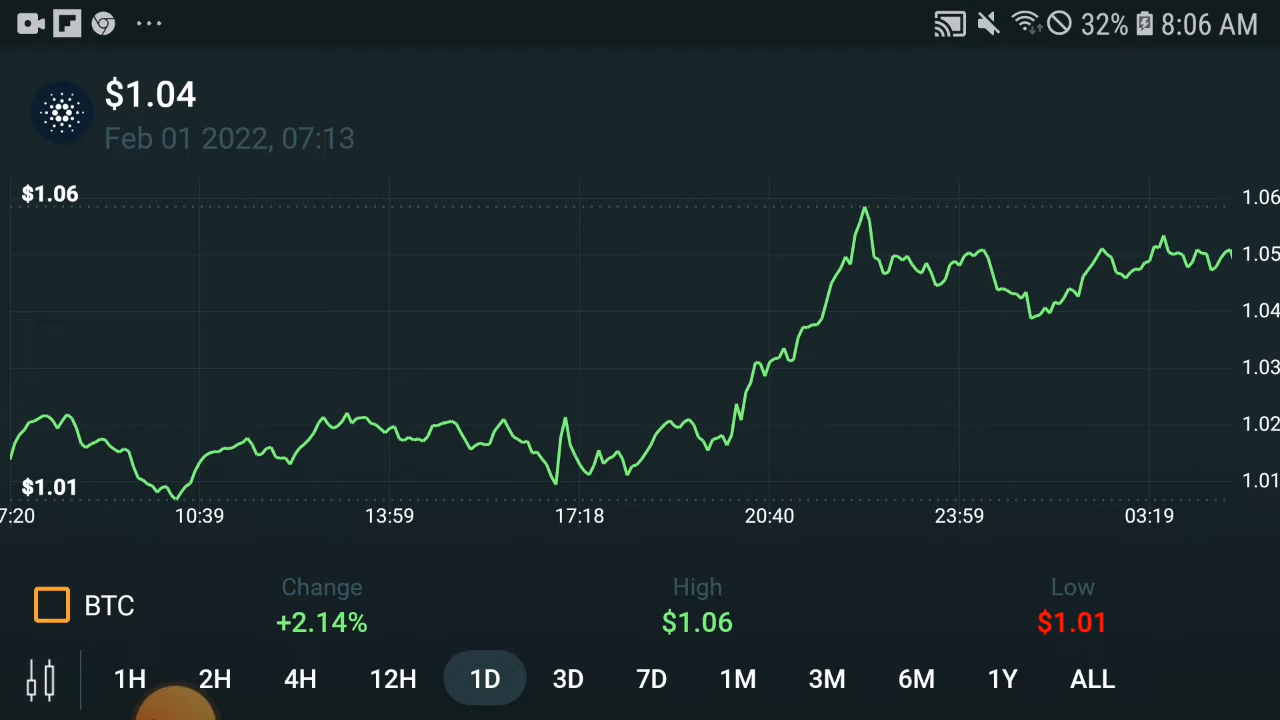 32% 8:06 AM
$1.04
Feb 01 2022, 07:13
$1.06
1.06
1.05
1.04
1.03
1.02
$1.01
1.01
7:20 10:39 13:59 17:18 20:40 23:59 03:19
Change High Low
BTC +2.14% $1.06 $1.01
1H 2H 4H 12H 1D 3D 7D 1M 3M 6M 1Y ALL